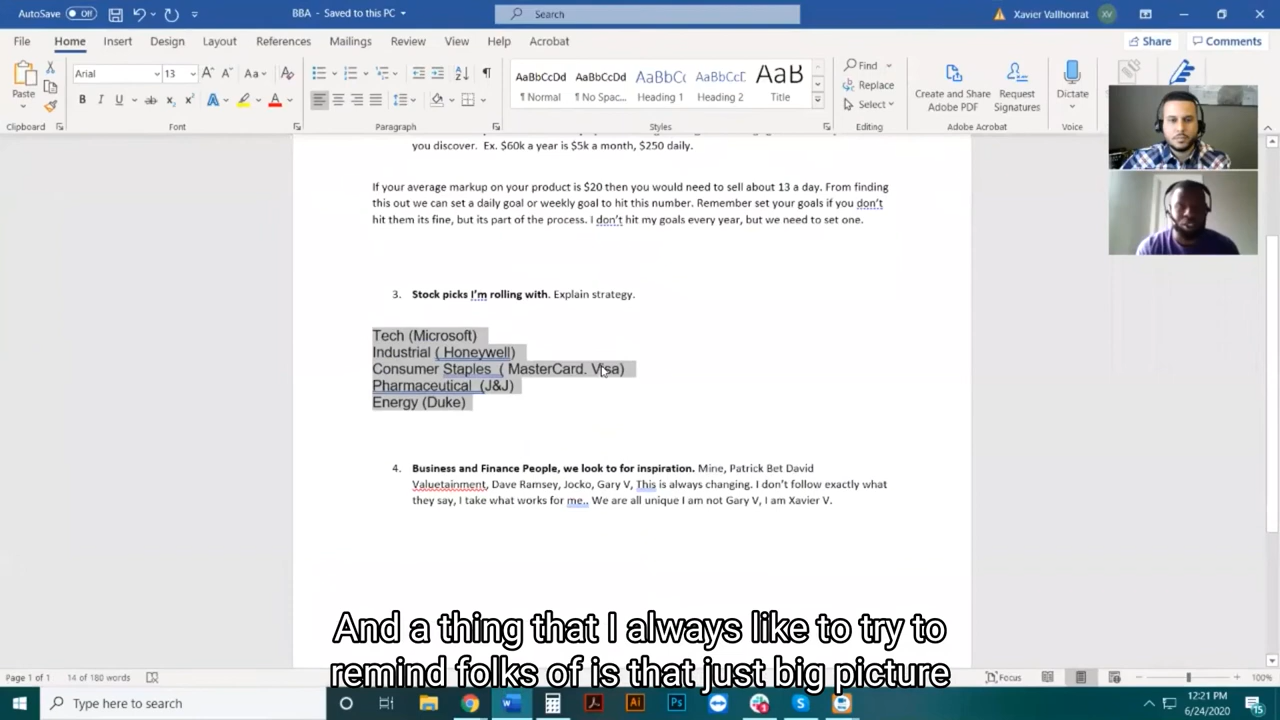 AutoSave Off
BBA - Saved to this PC
Search
Xavier Vallhonrat XV
File Home Insert Design Layout References Mailings Review View Help Acrobat
Share Comments
Paste
Arial 13
Aa
B I U ab x₂ x² A A
AaBbCcDd AaBbCcDd AaBbCc AaBbCcD AaB
¶ Normal ¶ No Spac... Heading 1 Heading 2 Title
Find
Replace
Select
Create and Share Adobe PDF
Request Signatures
Dictate
Clipboard Font Paragraph Styles Editing Adobe Acrobat Voice
you discover. Ex. $60k a year is $5k a month, $250 daily.
If your average markup on your product is $20 then you would need to sell about 13 a day. From finding
this out we can set a daily goal or weekly goal to hit this number. Remember set your goals if you don't
hit them its fine, but its part of the process. I don't hit my goals every year, but we need to set one.
3. Stock picks I'm rolling with. Explain strategy.
Tech (Microsoft)
Industrial ( Honeywell)
Consumer Staples ( MasterCard. Visa)
Pharmaceutical (J&J)
Energy (Duke)
4. Business and Finance People, we look to for inspiration. Mine, Patrick Bet David
Valuetainment, Dave Ramsey, Jocko, Gary V, This is always changing. I don't follow exactly what
they say, I take what works for me.. We are all unique I am not Gary V, I am Xavier V.
And a thing that I always like to try to
remind folks of is that just big picture
Page 1 of 1 14 of 180 words
Focus
100%
Type here to search
Ai Ps
12:21 PM
6/24/2020
15